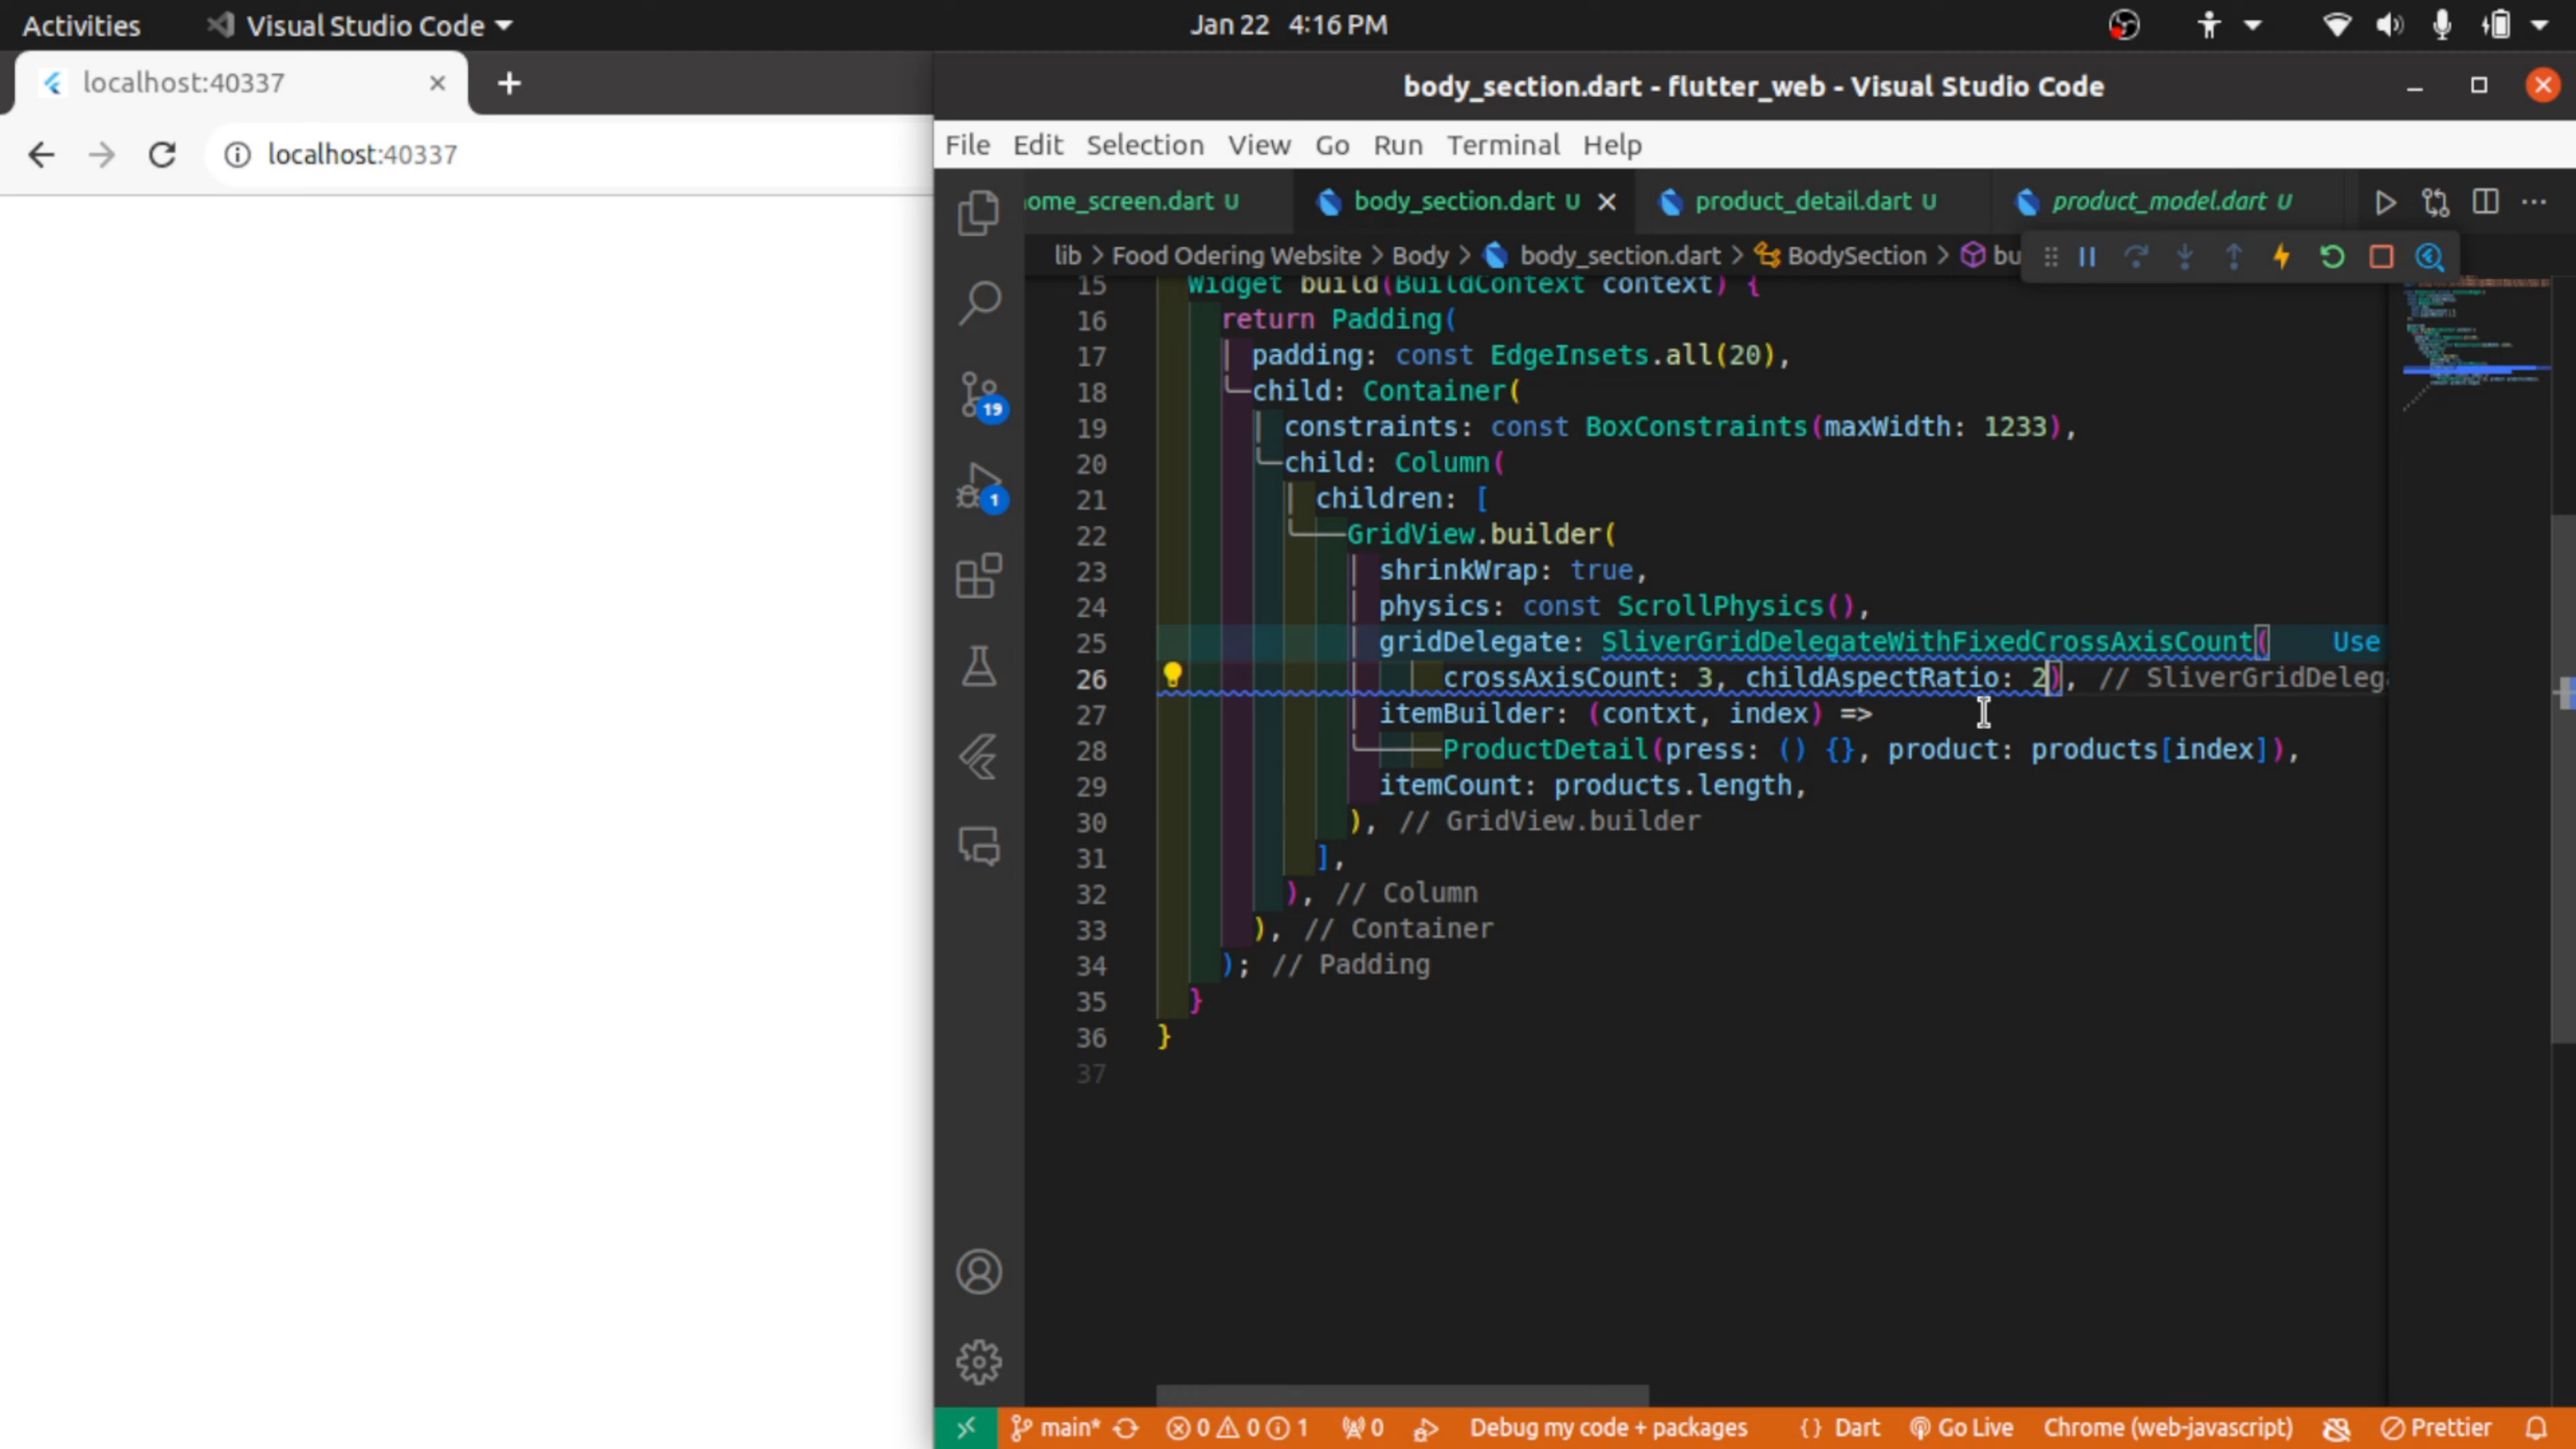 Activities
Visual Studio Code
Jan 22 4:16 PM
localhost:40337
localhost:40337
body_section.dart - flutter_web - Visual Studio Code
File Edit Selection View Go Run Terminal Help
ome_screen.dart U
body_section.dart U
product_detail.dart U
product_model.dart U
lib > Food Odering Website > Body > body_section.dart > BodySection > bu
15 Widget build(BuildContext context) {
16 return Padding(
17 padding: const EdgeInsets.all(20),
18 child: Container(
19 constraints: const BoxConstraints(maxWidth: 1233),
20 child: Column(
21 children: [
22 GridView.builder(
23 shrinkWrap: true,
24 physics: const ScrollPhysics(),
25 gridDelegate: SliverGridDelegateWithFixedCrossAxisCount( Use
26 crossAxisCount: 3, childAspectRatio: 2), // SliverGridDeleg
27 itemBuilder: (contxt, index) =>
28 ProductDetail(press: () {}, product: products[index]),
29 itemCount: products.length,
30 ), // GridView.builder
31 ],
32 ), // Column
33 ), // Container
34 ); // Padding
35 }
36 }
37
19
1
main* 0 0 1 0 Debug my code + packages {} Dart Go Live Chrome (web-javascript) Prettier